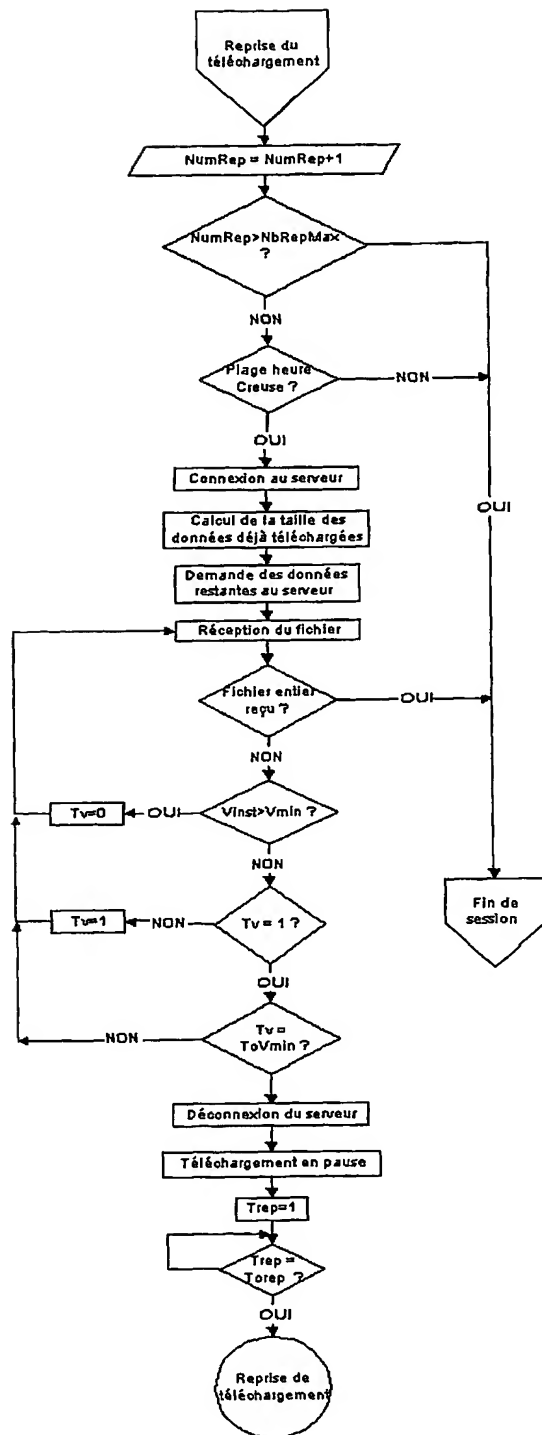 Reprise du
téléchargement
NumRep = NumRep+1
NumRep>NbRepMax
?
NON
Plage heure
Creuse ?
NON
OUI
Connexion au serveur
OUI
Calcul de la taille des
données déjà téléchargées
Demande des données
restantes au serveur
Réception du fichier
Fichier entier
reçu ?
OUI
NON
Tv=0
OUI
Vinst>Vmin ?
NON
Tv=1
NON
Tv = 1 ?
Fin de
session
OUI
NON
Tv =
ToVmin ?
Déconnexion du serveur
Téléchargement en pause
Trep=1
Trep =
Torep ?
OUI
Reprise de
téléchargement